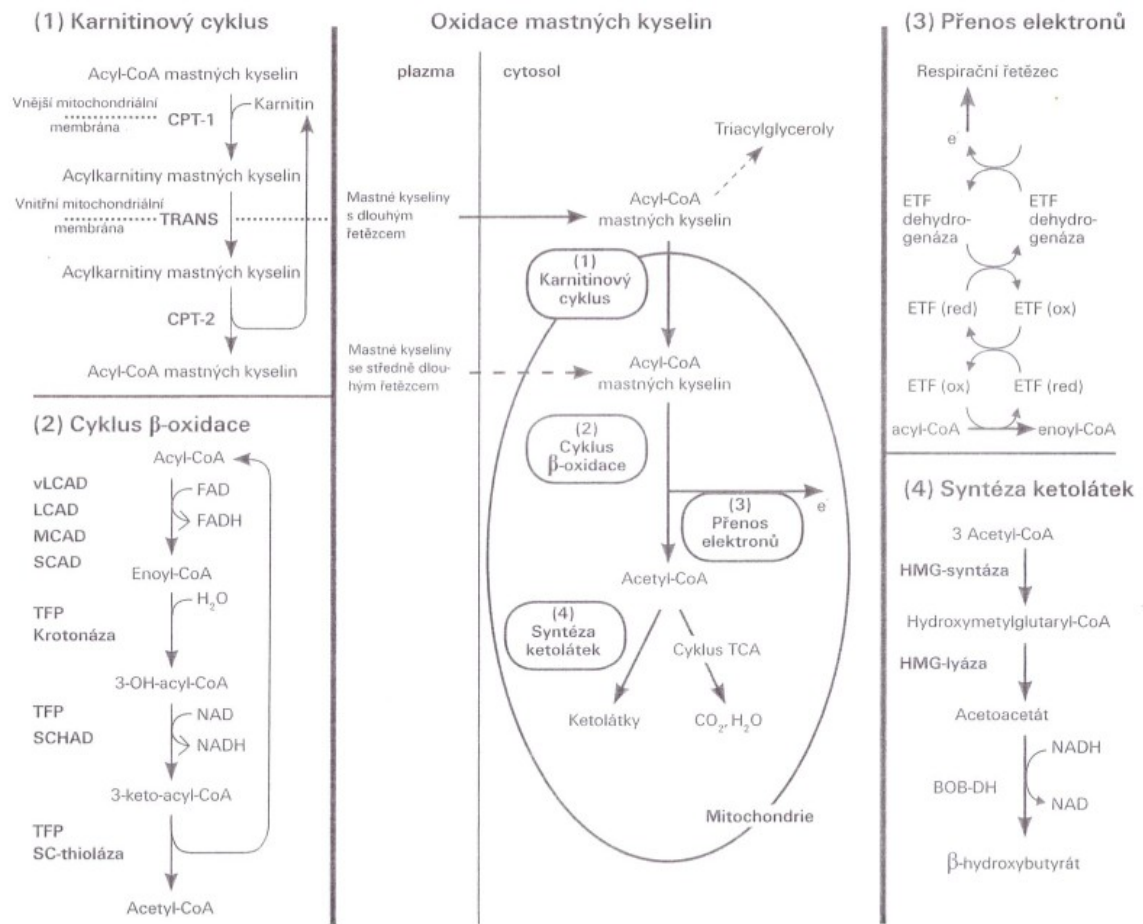 (1) Karnitinový cyklus
Acyl-CoA mastných kyselin
Vnější mitochondriální
membrána
CPT-1
Karnitin
Acylkarnitiny mastných kyselin
Vnitřní mitochondriální
membrána
TRANS
Acylkarnitiny mastných kyselin
CPT-2
Acyl-CoA mastných kyselin
(2) Cyklus β-oxidace
Acyl-CoA
vLCAD
LCAD
MCAD
SCAD
FAD
FADH
Enoyl-CoA
TFP
Krotonáza
H₂O
3-OH-acyl-CoA
TFP
SCHAD
NAD
NADH
3-keto-acyl-CoA
TFP
SC-thioláza
Acetyl-CoA
Oxidace mastných kyselin
plazma
cytosol
Triacylglyceroly
Mastné kyseliny
s dlouhým
řetězcem
Acyl-CoA
mastných kyselin
(1)
Karnitinový
cyklus
Mastné kyseliny
se středně dlou-
hým řetězcem
Acyl-CoA
mastných kyselin
(2)
Cyklus
β-oxidace
(3)
Přenos
elektronů
e⁻
Acetyl-CoA
(4)
Syntéza
ketolátek
Cyklus TCA
Ketolátky
CO₂, H₂O
Mitochondrie
(3) Přenos elektronů
Respirační řetězec
e⁻
ETF
dehydro-
genáza
ETF
dehydro-
genáza
ETF (red)
ETF (ox)
ETF (ox)
ETF (red)
acyl-CoA
enoyl-CoA
(4) Syntéza ketolátek
3 Acetyl-CoA
HMG-syntáza
Hydroxymetylglutaryl-CoA
HMG-lyáza
Acetoacetát
BOB-DH
NADH
NAD
β-hydroxybutyrát